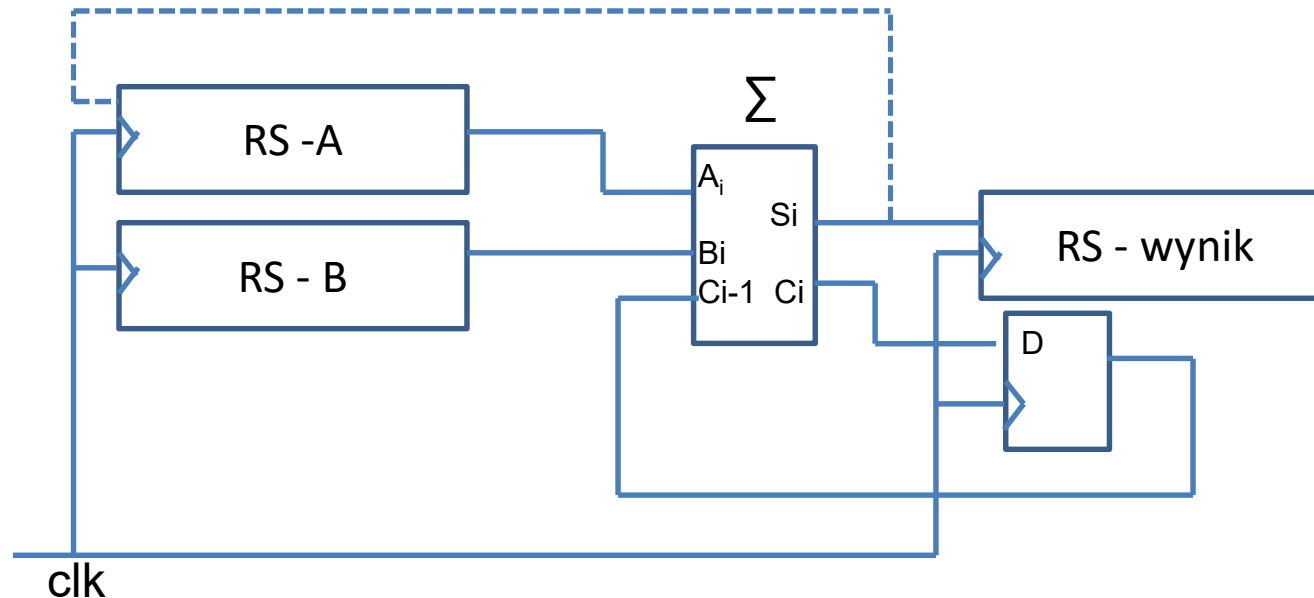 Σ
RS -A
RS - B
Aᵢ
Bi
Ci-1
Si
Ci
RS - wynik
D
clk